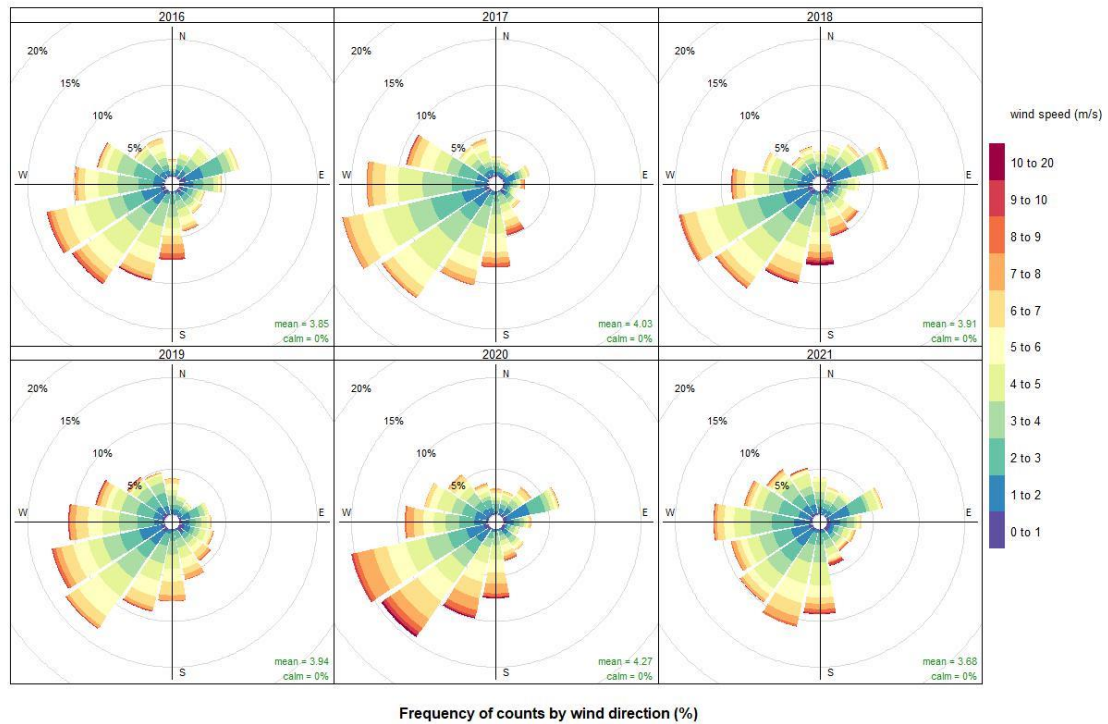 2016
2017
2018
20%
15%
10%
5%
N
W
E
S
mean = 3.85
calm = 0%
20%
15%
10%
5%
N
W
E
S
mean = 4.03
calm = 0%
20%
15%
10%
5%
N
W
E
S
mean = 3.91
calm = 0%
2019
2020
2021
20%
15%
10%
5%
N
W
E
S
mean = 3.94
calm = 0%
20%
15%
10%
5%
N
W
E
S
mean = 4.27
calm = 0%
20%
15%
10%
5%
N
W
E
S
mean = 3.68
calm = 0%
wind speed (m/s)
10 to 20
9 to 10
8 to 9
7 to 8
6 to 7
5 to 6
4 to 5
3 to 4
2 to 3
1 to 2
0 to 1
Frequency of counts by wind direction (%)